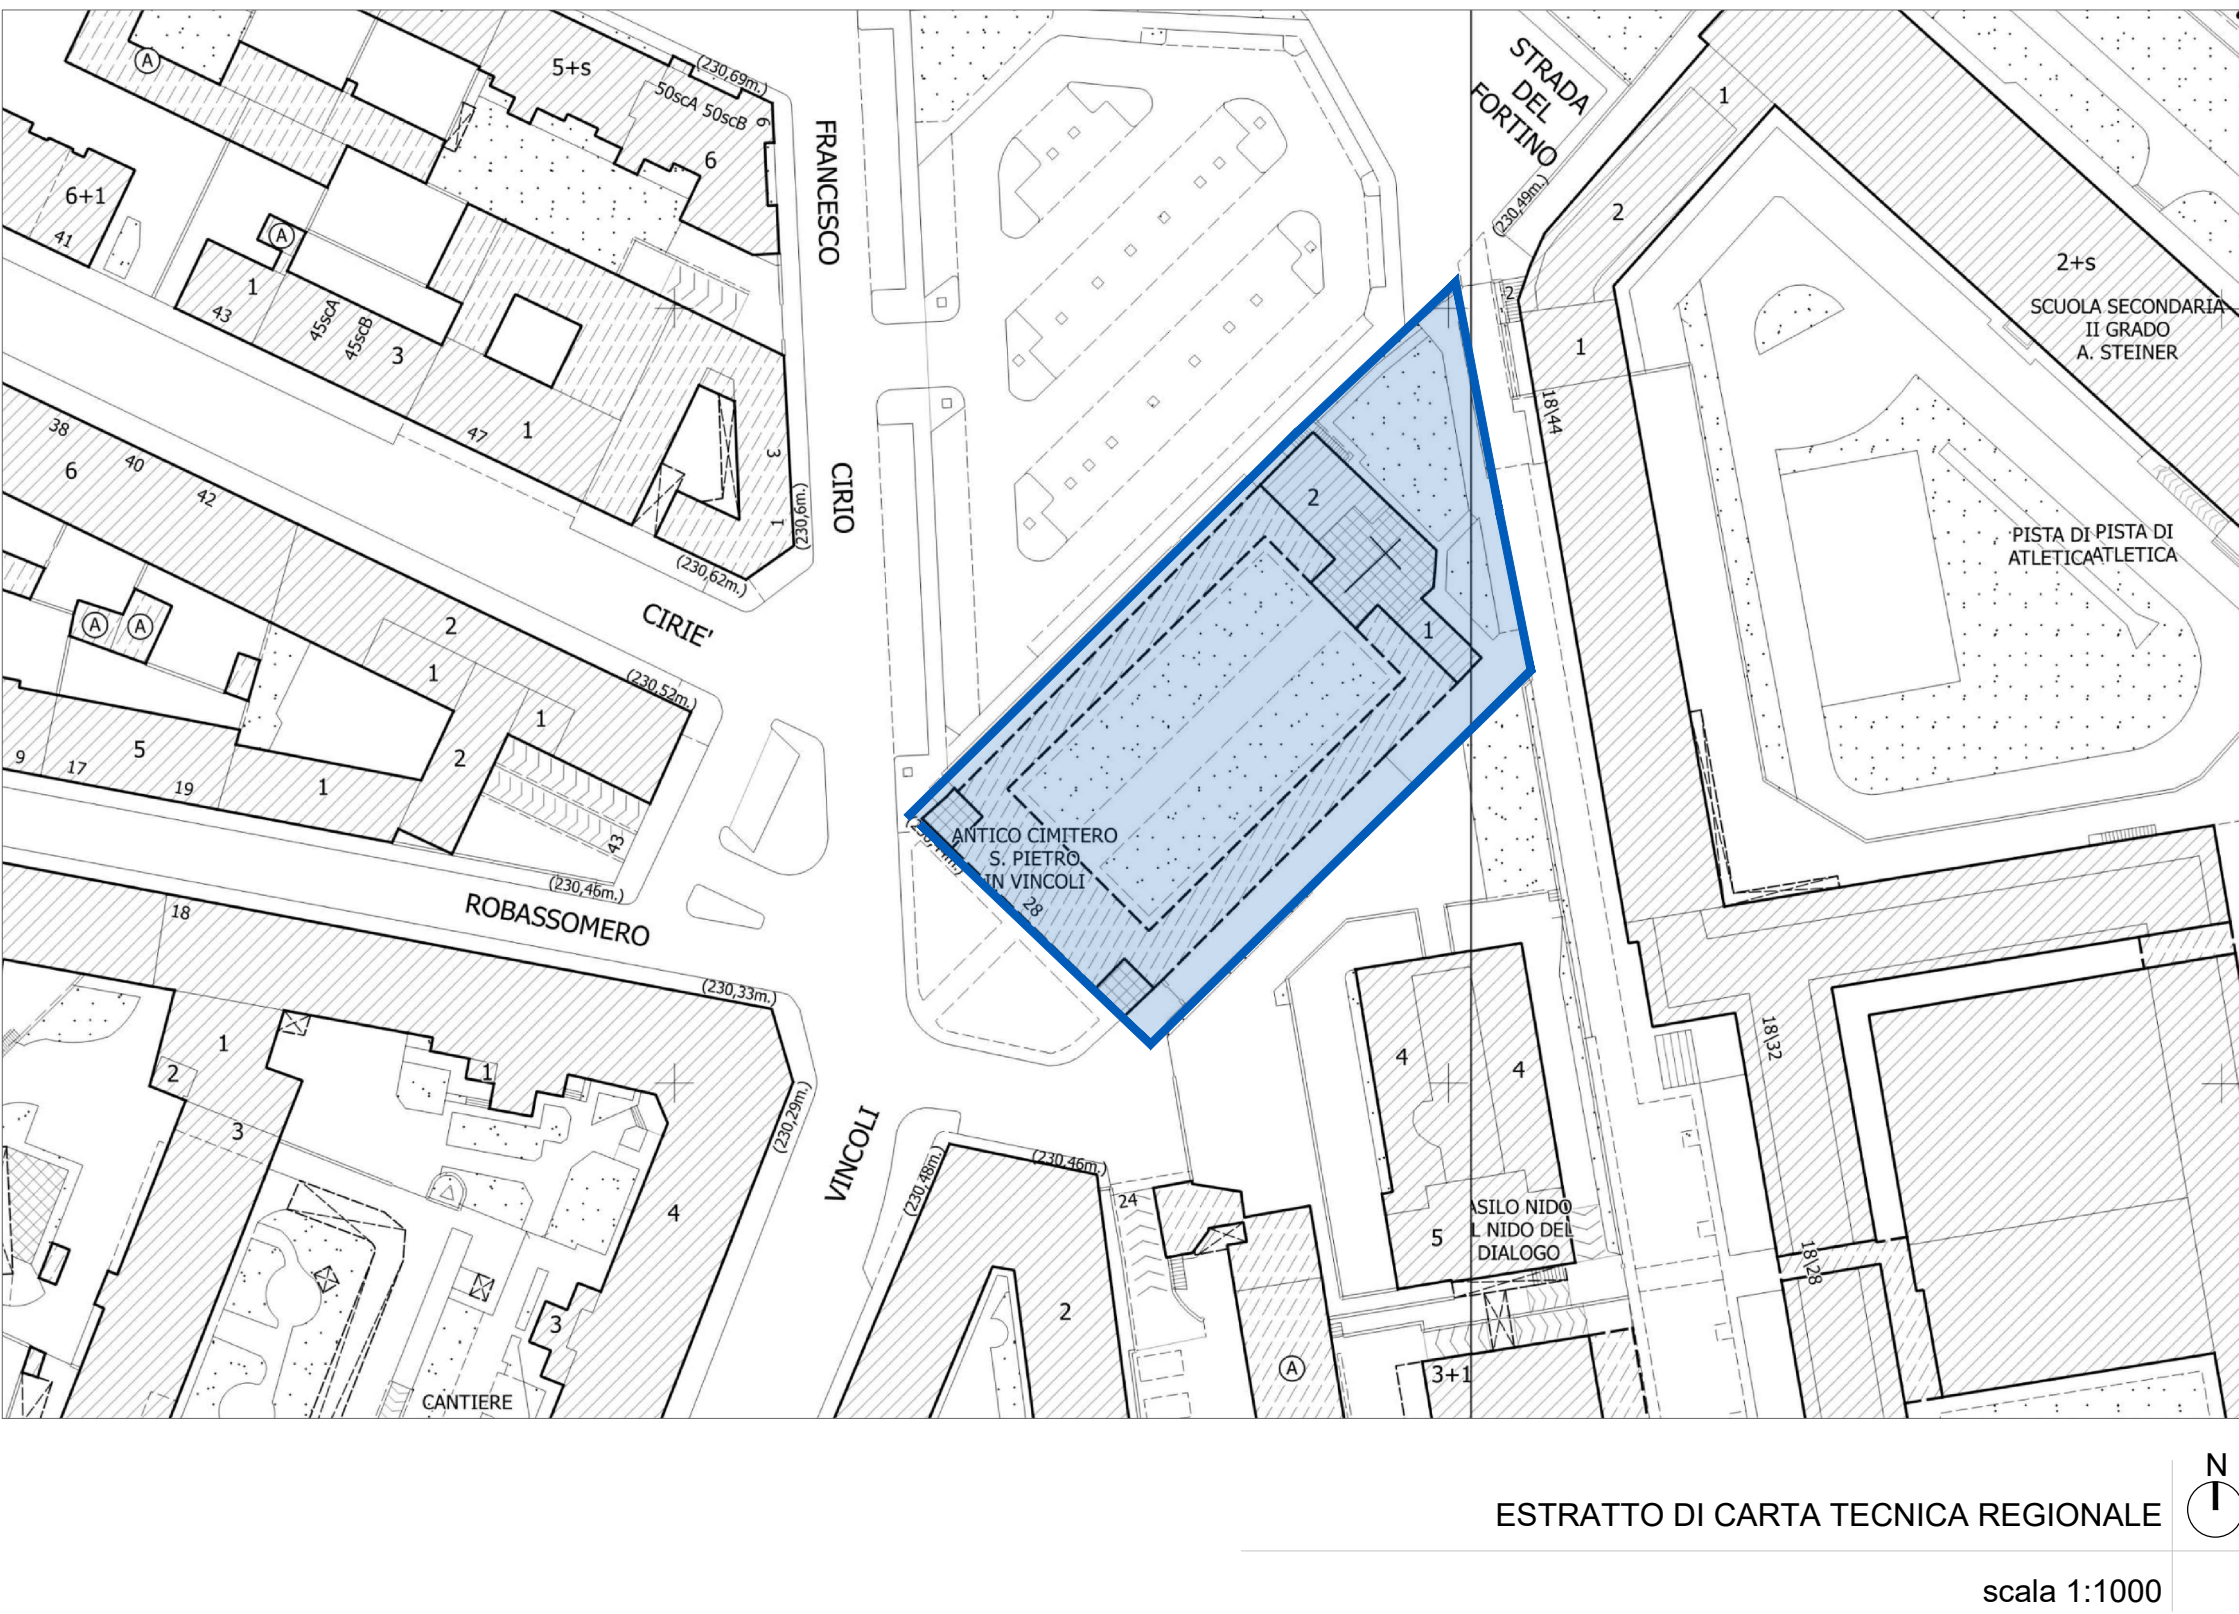 A
5+s
(230,69m.)
50scA 50scB
6
6
FRANCESCO
STRADA
DEL
FORTINO
(230,49m.)
1
2
6+1
41
A
1
43
45scA
45scB
3
47
1
3
1
(230,61m.)
(230,62m.)
CIRIO
2
1
18\44
2+s
SCUOLA SECONDARIA
II GRADO
A. STEINER
PISTA DI
ATLETICA
PISTA DI
ATLETICA
38
40
42
6
A
A
CIRIE'
2
1
(230,52m.)
1
2
5
9
17
19
1
43
(230,46m.)
ROBASSOMERO
2
1
ANTICO CIMITERO
S. PIETRO
IN VINCOLI
28
18
(230,33m.)
1
2
1
3
(230,29m.)
VINCOLI
4
3
CANTIERE
(230,48m.)
(230,46m.)
24
2
A
4
4
5
ASILO NIDO
IL NIDO DEL
DIALOGO
3+1
18\32
18\28
N
ESTRATTO DI CARTA TECNICA REGIONALE
scala 1:1000